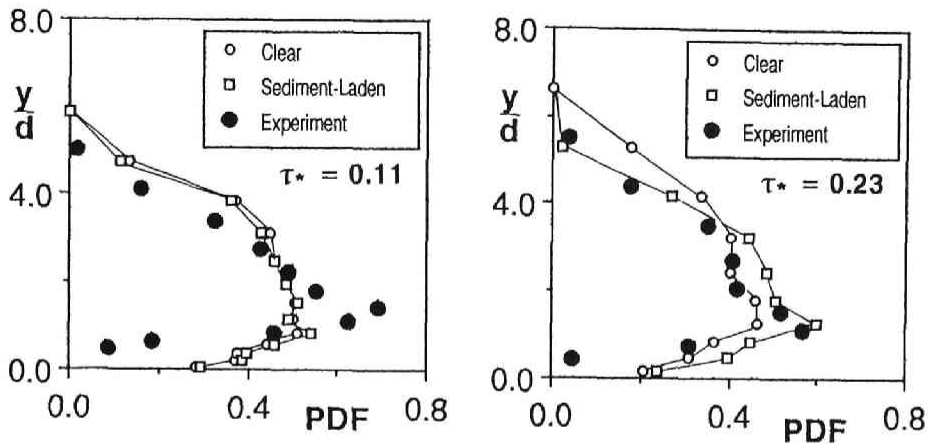 8.0
y/d
4.0
0.0
0.0
0.4
PDF
0.8
Clear
Sediment-Laden
Experiment
τ* = 0.11
8.0
y/d
4.0
0.0
0.0
0.4
PDF
0.8
Clear
Sediment-Laden
Experiment
τ* = 0.23